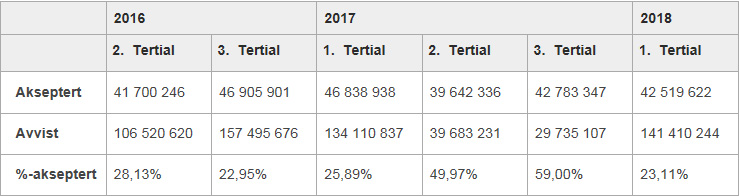 2016 2017 2018
2. Tertial 3. Tertial 1. Tertial 2. Tertial 3. Tertial 1. Tertial
Akseptert 41 700 246 46 905 901 46 838 938 39 642 336 42 783 347 42 519 622
Avvist 106 520 620 157 495 676 134 110 837 39 683 231 29 735 107 141 410 244
%-akseptert 28,13% 22,95% 25,89% 49,97% 59,00% 23,11%